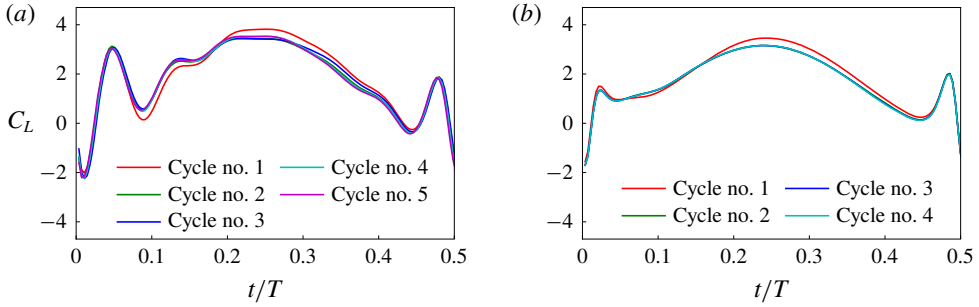 (a)
4
2
C_L 0
−2
−4
Cycle no. 1 Cycle no. 4
Cycle no. 2 Cycle no. 5
Cycle no. 3
0 0.1 0.2 0.3 0.4 0.5
t/T
(b)
4
2
0
−2
−4
Cycle no. 1 Cycle no. 3
Cycle no. 2 Cycle no. 4
0 0.1 0.2 0.3 0.4 0.5
t/T